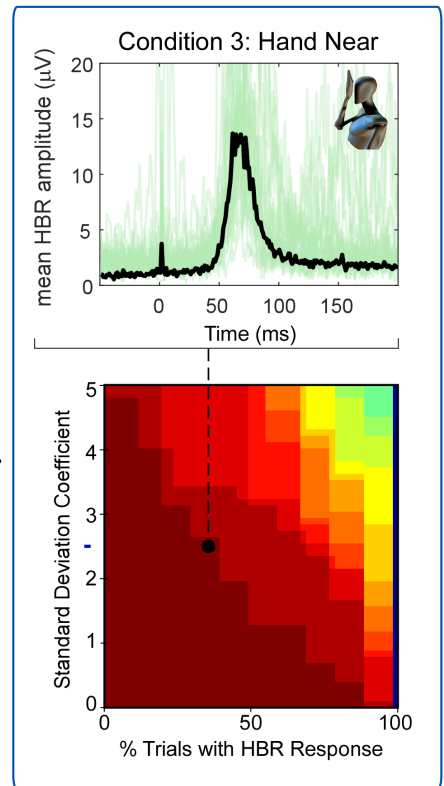 Condition 3: Hand Near
mean HBR amplitude (μV)
20
15
10
5
0
0 50 100 150
Time (ms)
Standard Deviation Coefficient
5
4
3
2
1
0
0 50 100
% Trials with HBR Response